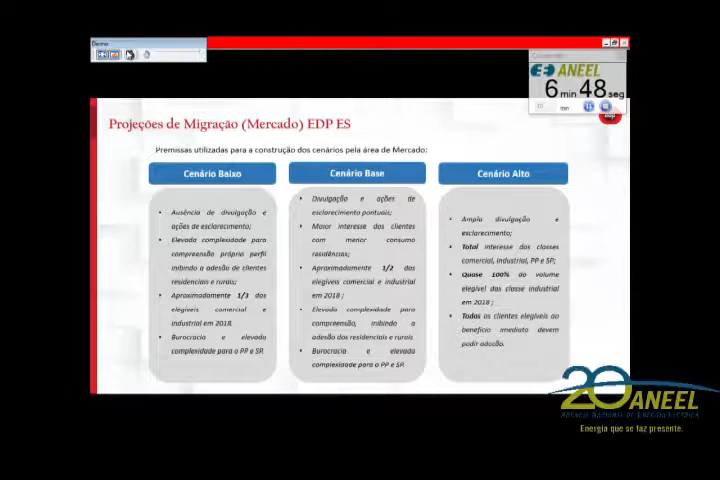 Demo
ANEEL
6 min 48 seg
min
Projeções de Migração (Mercado) EDP ES
Premissas utilizadas para a construção dos cenários pela área de Mercado:
Cenário Baixo
• Ausência de divulgação e
ações de esclarecimento;
• Elevada complexidade para
compreensão próprio perfil
inibindo a adesão de clientes
residenciais e rurais;
• Aproximadamente 1/3 dos
elegíveis comercial e
industrial em 2018.
• Burocracia e elevada
complexidade para o PP e SP.
Cenário Base
• Divulgação e ações de
esclarecimento pontuais;
• Maior interesse dos clientes
com menor consumo
residências;
• Aproximadamente 1/2 dos
elegíveis comercial e industrial
em 2018 ;
• Elevada complexidade para
compreensão, inibindo a
adesão dos residenciais e rurais
• Burocracia e elevada
complexidade para o PP e SP.
Cenário Alto
• Ampla divulgação e
esclarecimento;
• Total interesse das classes
comercial, industrial, PP e SP;
• Quase 100% do volume
elegível das classe industrial
em 2018 ;
• Todos os clientes elegíveis ao
benefício imediato devem
pedir adesão.
20 ANEEL
AGÊNCIA NACIONAL DE ENERGIA ELÉTRICA
Energia que se faz presente.